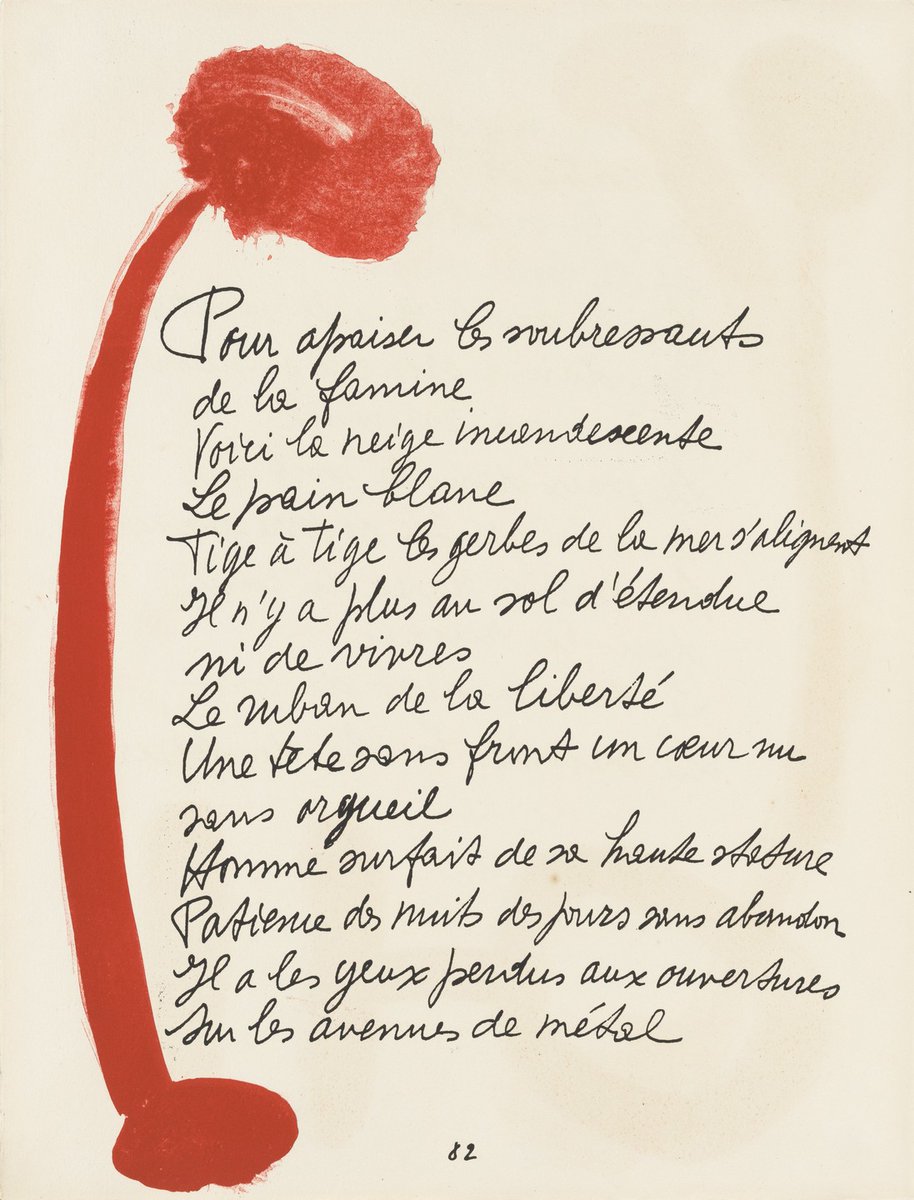 Pour apaiser les soubressauts
de la famine
Voici la neige incandescente
Le pain blanc
Tige à tige les gerbes de la mer s'alignent
Il n'y a plus au sol d'étendue
ni de vivres
Le ruban de la liberté
Une tête sans front un cœur nu
sans orgueil
Homme surfait de sa haute stature
Patience des nuits des jours sans abandon
Il a les yeux perdus aux ouvertures
Sur les avenues de métal
82